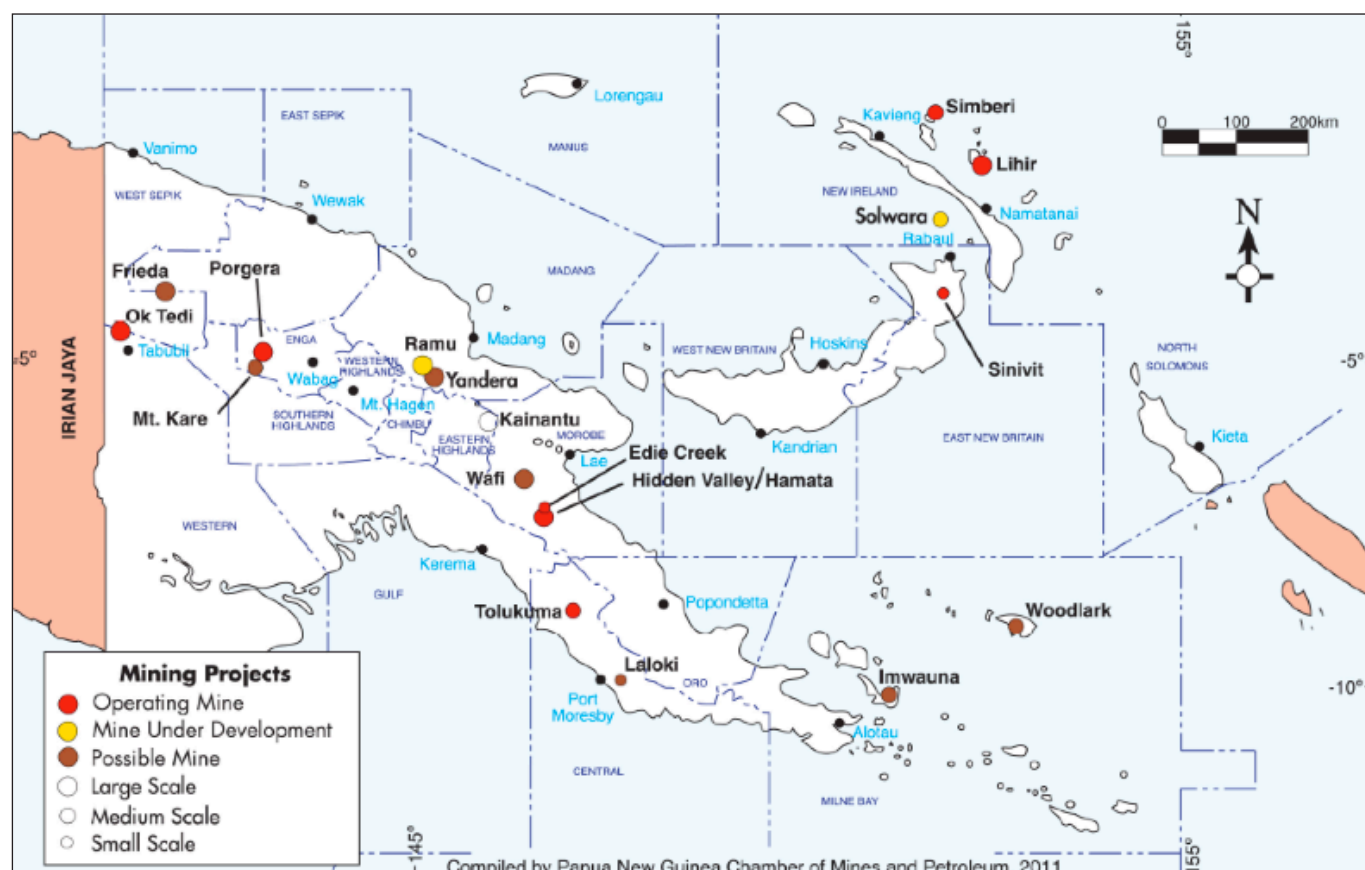 155°
Lorengau
EAST SEPIK
MANUS
Simberi
Kavieng
0 100 200km
Vanimo
Lihir
WEST SEPIK
NEW IRELAND
N
Wewak
Solwara
Namatanai
Rabaul
Frieda
Porgera
MADANG
Ok Tedi
Tabubil
-5°
ENGA
Wabag
WESTERN
HIGHLANDS
Ramu
Madang
Yandera
WEST NEW BRITAIN
Hoskins
Sinivit
NORTH
SOLOMONS
-5°
IRIAN JAYA
Mt. Kare
Mt. Hagen
SOUTHERN
HIGHLANDS
CHIMBU
Kainantu
EASTERN
HIGHLANDS
MOROBE
Lae
Edie Creek
Hidden Valley/Hamata
Kandrian
EAST NEW BRITAIN
Kieta
Wafi
WESTERN
Kerema
GULF
Tolukuma
Popondetta
Woodlark
Laloki
ORO
Imwauna
-10°
Port
Moresby
Alotau
CENTRAL
MILNE BAY
Mining Projects
Operating Mine
Mine Under Development
Possible Mine
Large Scale
Medium Scale
Small Scale
-145°
155°
Compiled by Papua New Guinea Chamber of Mines and Petroleum, 2011